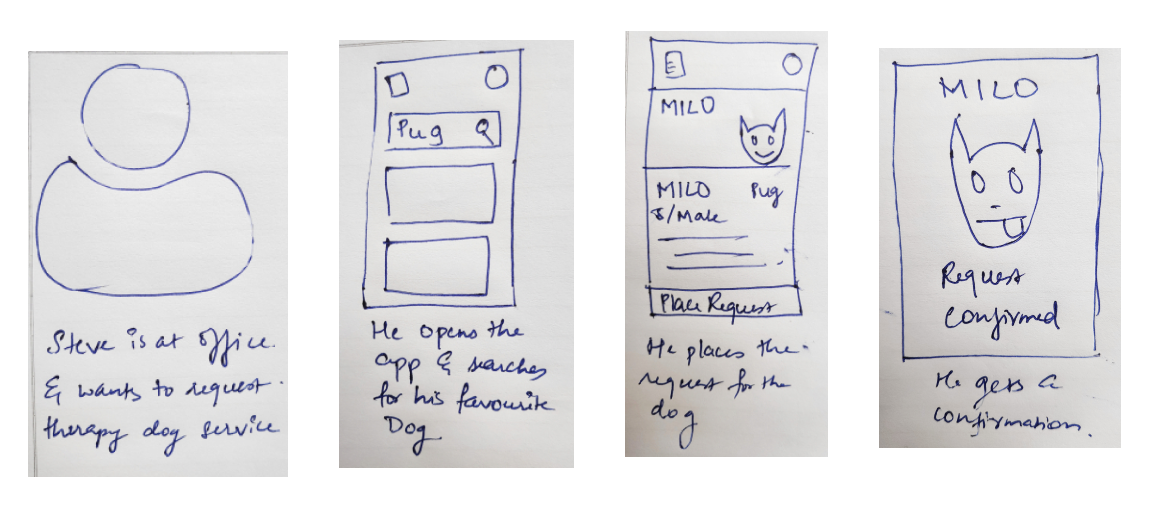 Steve is at office.
& wants to request
therapy dog service
Pug
He opens the
app & searches
for his favourite
Dog.
MILO
MILO Pug
5/Male
Place Request
He places the
request for the
dog
MILO
Request
confirmed
He gets a
confirmation.